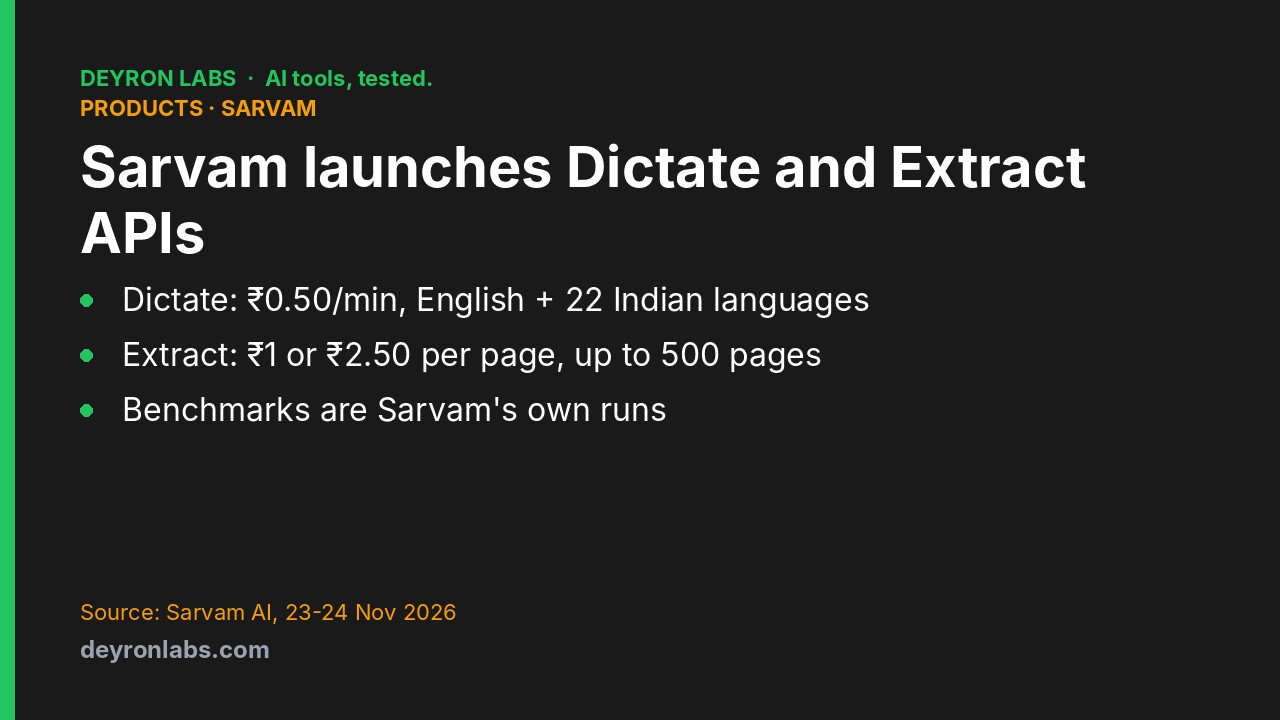 DEYRON LABS · AI tools, tested.
PRODUCTS · SARVAM
Sarvam launches Dictate and Extract
APIs
Dictate: ₹0.50/min, English + 22 Indian languages
Extract: ₹1 or ₹2.50 per page, up to 500 pages
Benchmarks are Sarvam's own runs
Source: Sarvam AI, 23-24 Nov 2026
deyronlabs.com